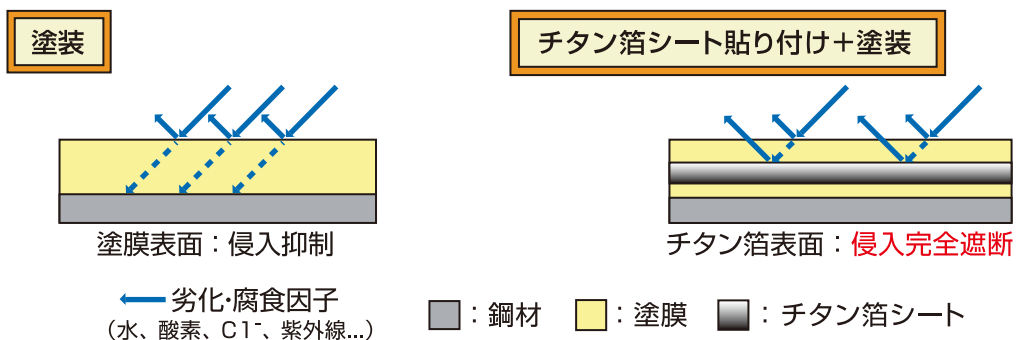 塗装
チタン箔シート貼り付け＋塗装
塗膜表面：侵入抑制
チタン箔表面：侵入完全遮断
劣化・腐食因子
（水、酸素、C1⁻、紫外線...）
：鋼材
：塗膜
：チタン箔シート